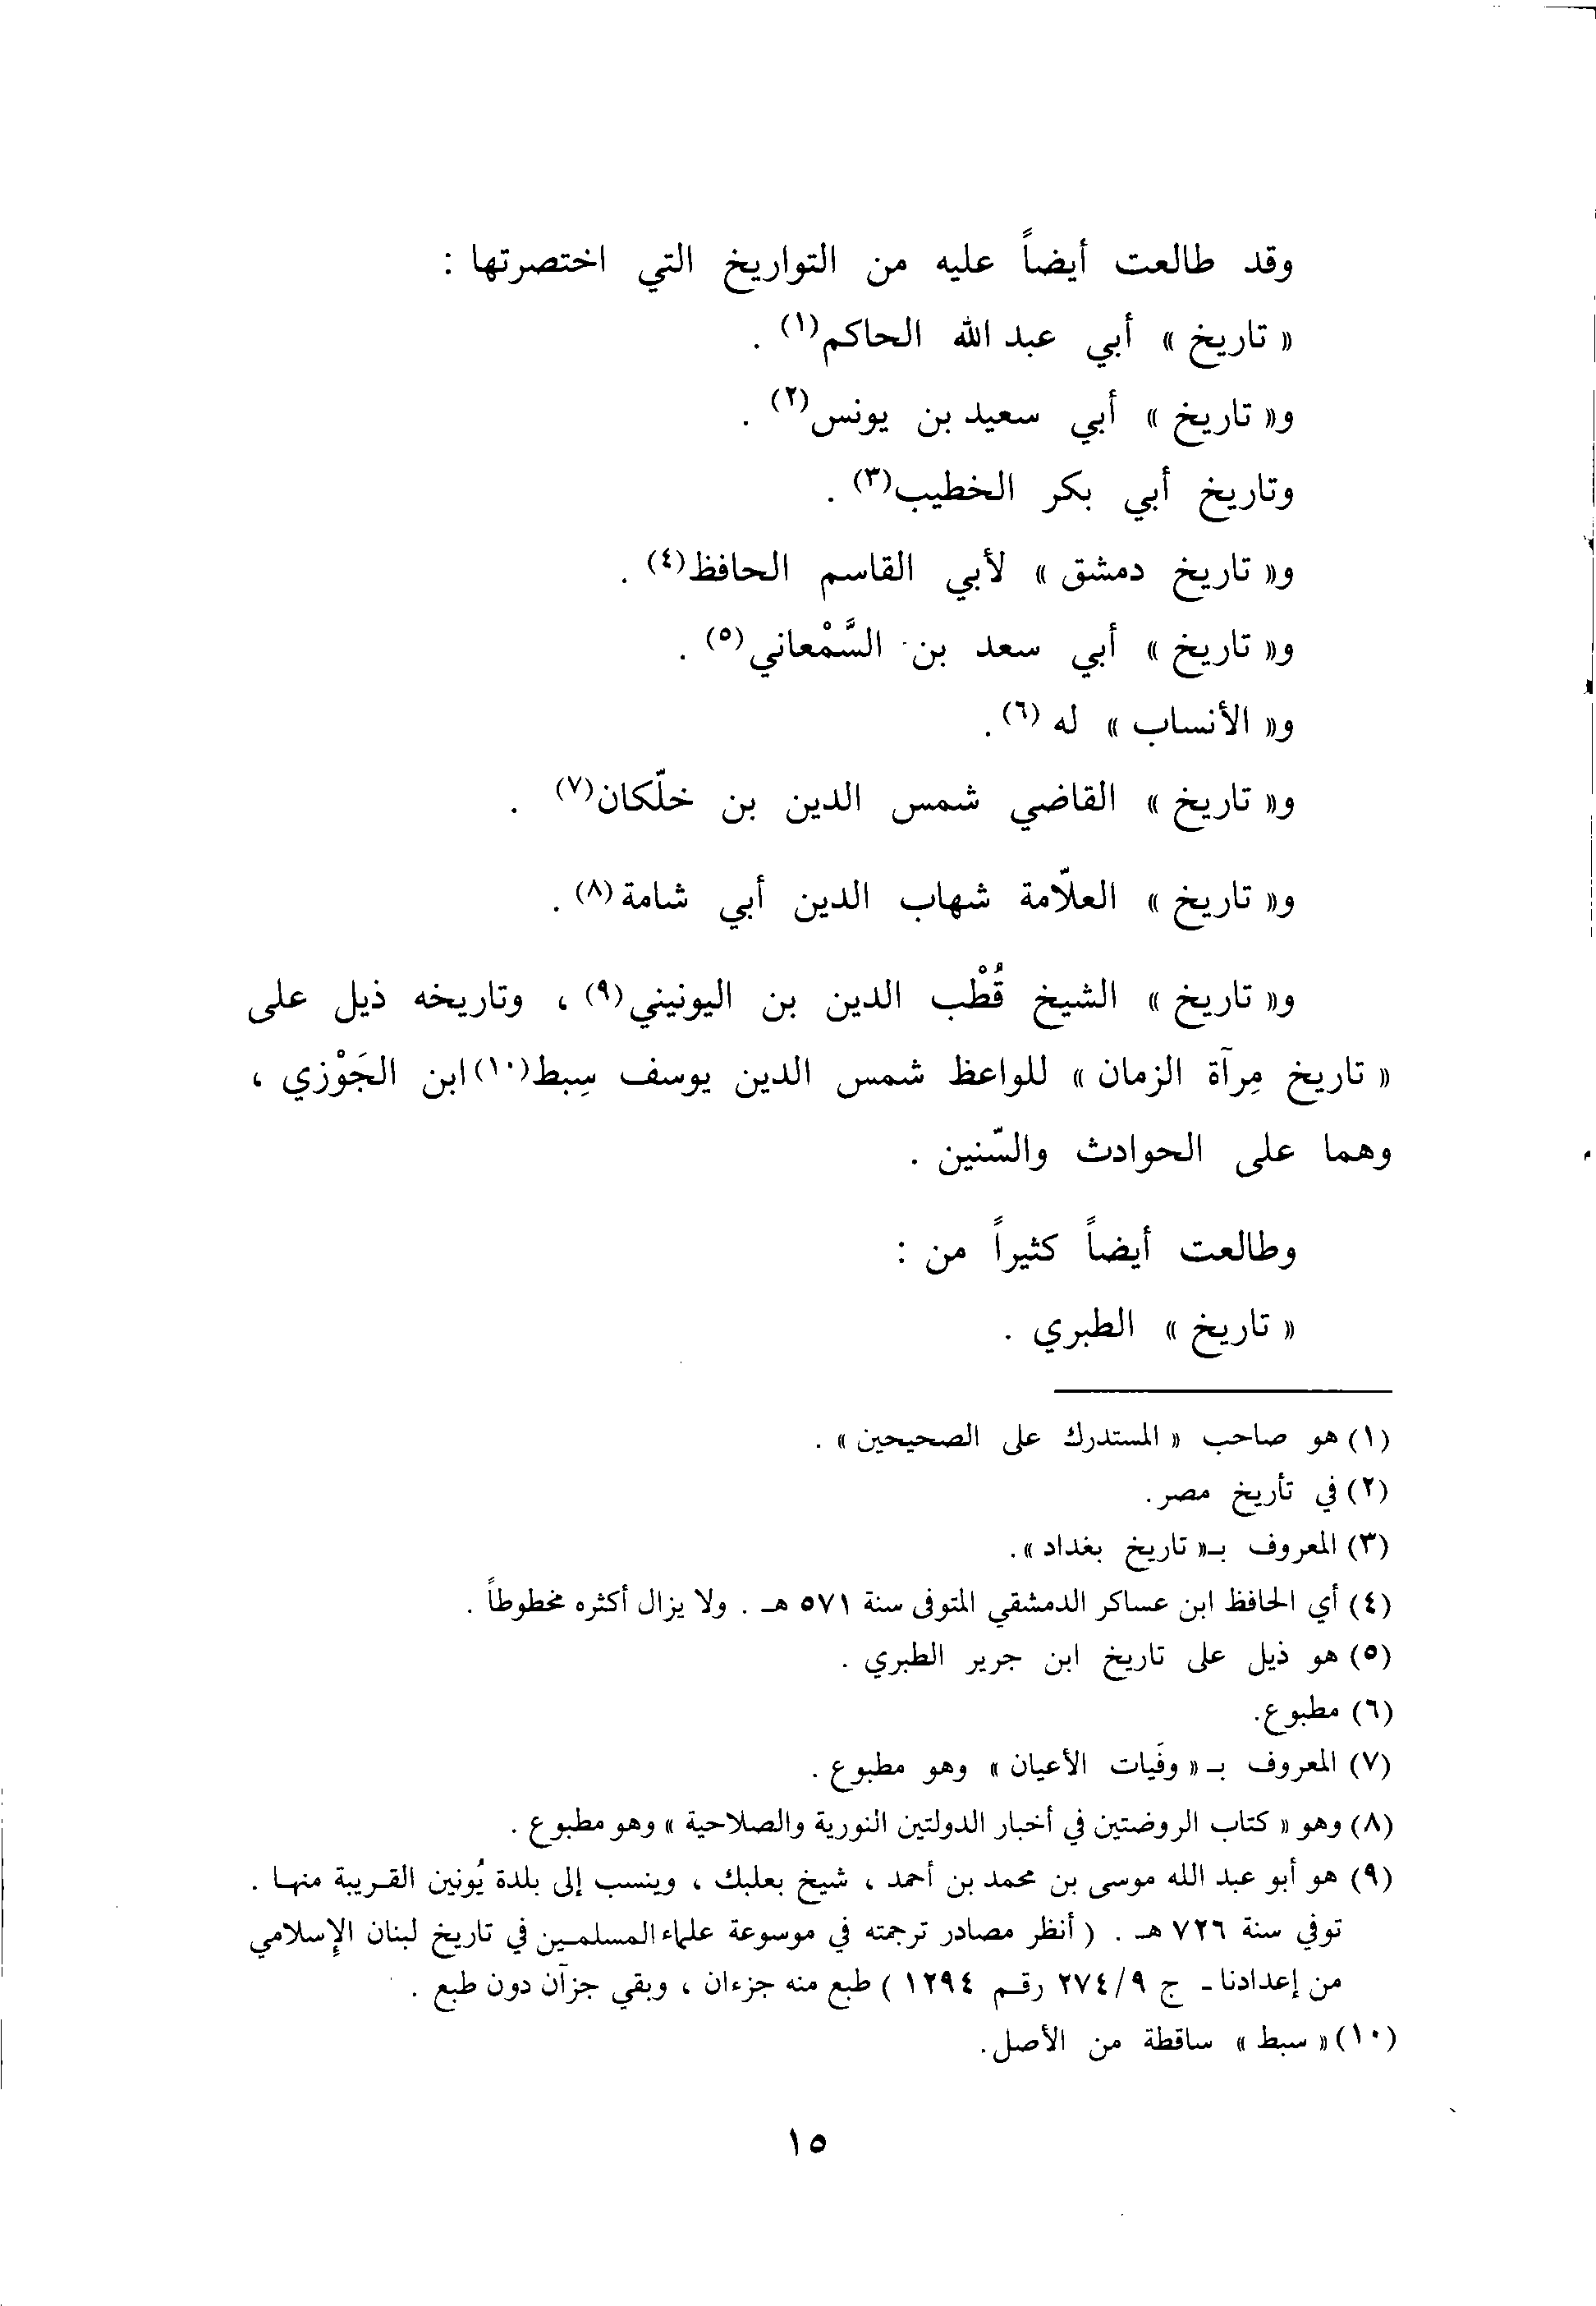 وقد طالعت أيضاً عليه من التواريخ التي اختصرتها :
« تاريخ » أبي عبد الله الحاكم(١) .
و« تاريخ » أبي سعيد بن يونس(٢) .
وتاريخ أبي بكر الخطيب(٣) .
و« تاريخ دمشق » لأبي القاسم الحافظ(٤) .
و« تاريخ » أبي سعد بن السَّمْعاني(٥) .
و« الأنساب » له (٦) .
و« تاريخ » القاضي شمس الدين بن خلّكان(٧) .
و« تاريخ » العلّامة شهاب الدين أبي شامة(٨) .
و« تاريخ » الشيخ قُطْب الدين بن اليونيني(٩) ، وتاريخه ذيل على
« تاريخ مِرآة الزمان » للواعظ شمس الدين يوسف سِبط(١٠) ابن الجَوْزي ،
وهما على الحوادث والسّنين .
وطالعت أيضاً كثيراً من :
« تاريخ » الطبري .
(١) هو صاحب « المستدرك على الصحيحين » .
(٢) في تأريخ مصر .
(٣) المعروف بـ« تاريخ بغداد » .
(٤) أي الحافظ ابن عساكر الدمشقي المتوفى سنة ٥٧١ هـ . ولا يزال أكثره مخطوطاً .
(٥) هو ذيل على تاريخ ابن جرير الطبري .
(٦) مطبوع .
(٧) المعروف بـ« وفَيات الأعيان » وهو مطبوع .
(٨) وهو « كتاب الروضتين في أخبار الدولتين النورية والصلاحية » وهو مطبوع .
(٩) هو أبو عبد الله موسى بن محمد بن أحمد ، شيخ بعلبك ، وينسب إلى بلدة يُونين القريبة منها .
توفي سنة ٧٢٦ هـ . ( أنظر مصادر ترجمته في موسوعة علماء المسلمين في تاريخ لبنان الإسلامي
من إعدادنا - ج ٩/ ٢٧٤ رقم ١٢٩٤ ) طبع منه جزءان ، وبقي جزآن دون طبع .
(١٠) « سبط » ساقطة من الأصل .
١٥